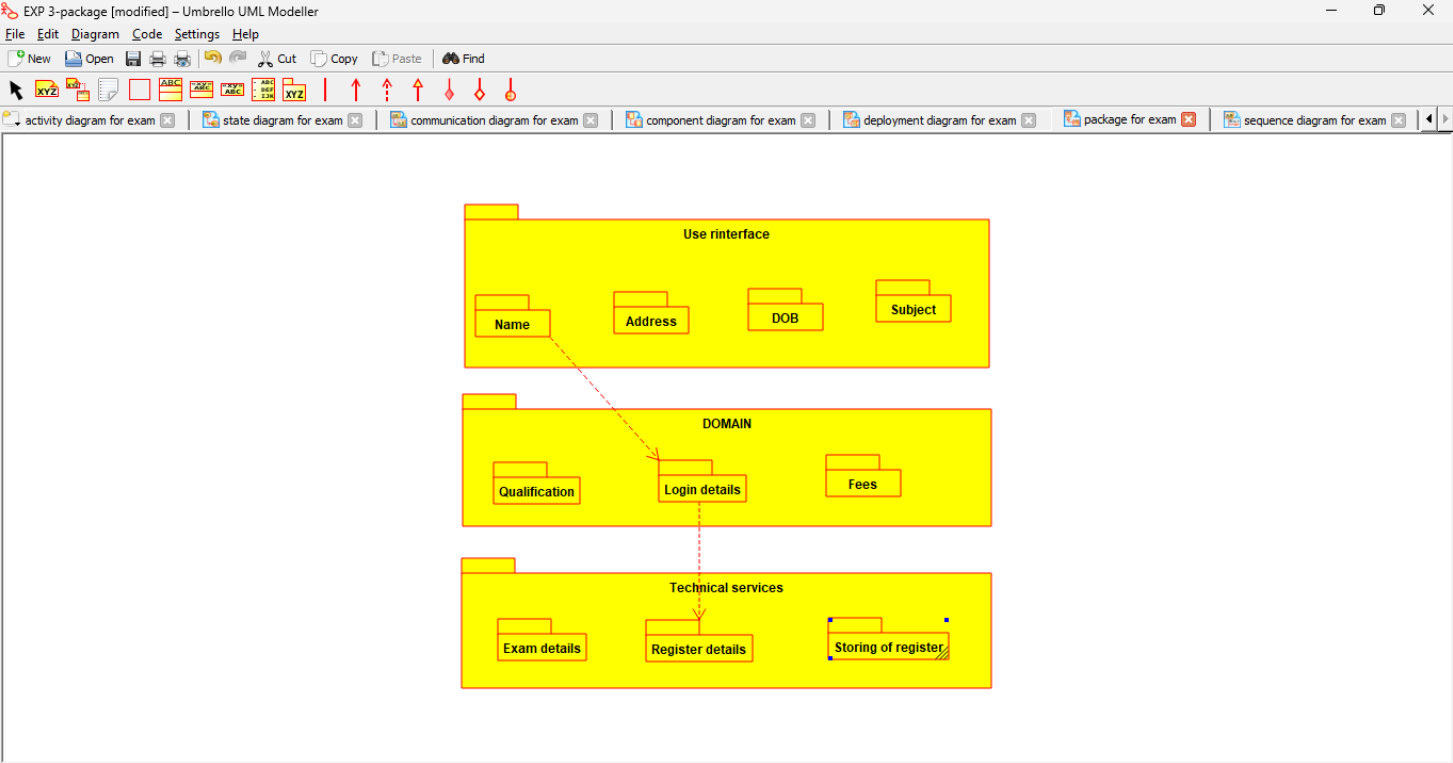 EXP 3-package [modified] – Umbrello UML Modeller
File Edit Diagram Code Settings Help
New Open Cut Copy Paste Find
XYZ XYZ ABC "xy" ABC "xy" ABC ABC DEF IJK XYZ
activity diagram for exam state diagram for exam communication diagram for exam component diagram for exam deployment diagram for exam package for exam sequence diagram for exam
Use rinterface
Name Address DOB Subject
DOMAIN
Qualification Login details Fees
Technical services
Exam details Register details Storing of register